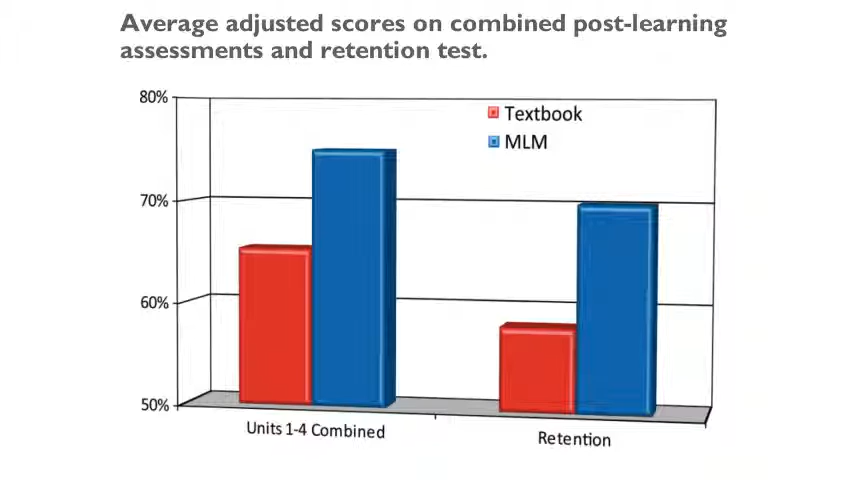 Average adjusted scores on combined post-learning
assessments and retention test.
80%
Textbook
MLM
70%
60%
50%
Units 1-4 Combined
Retention